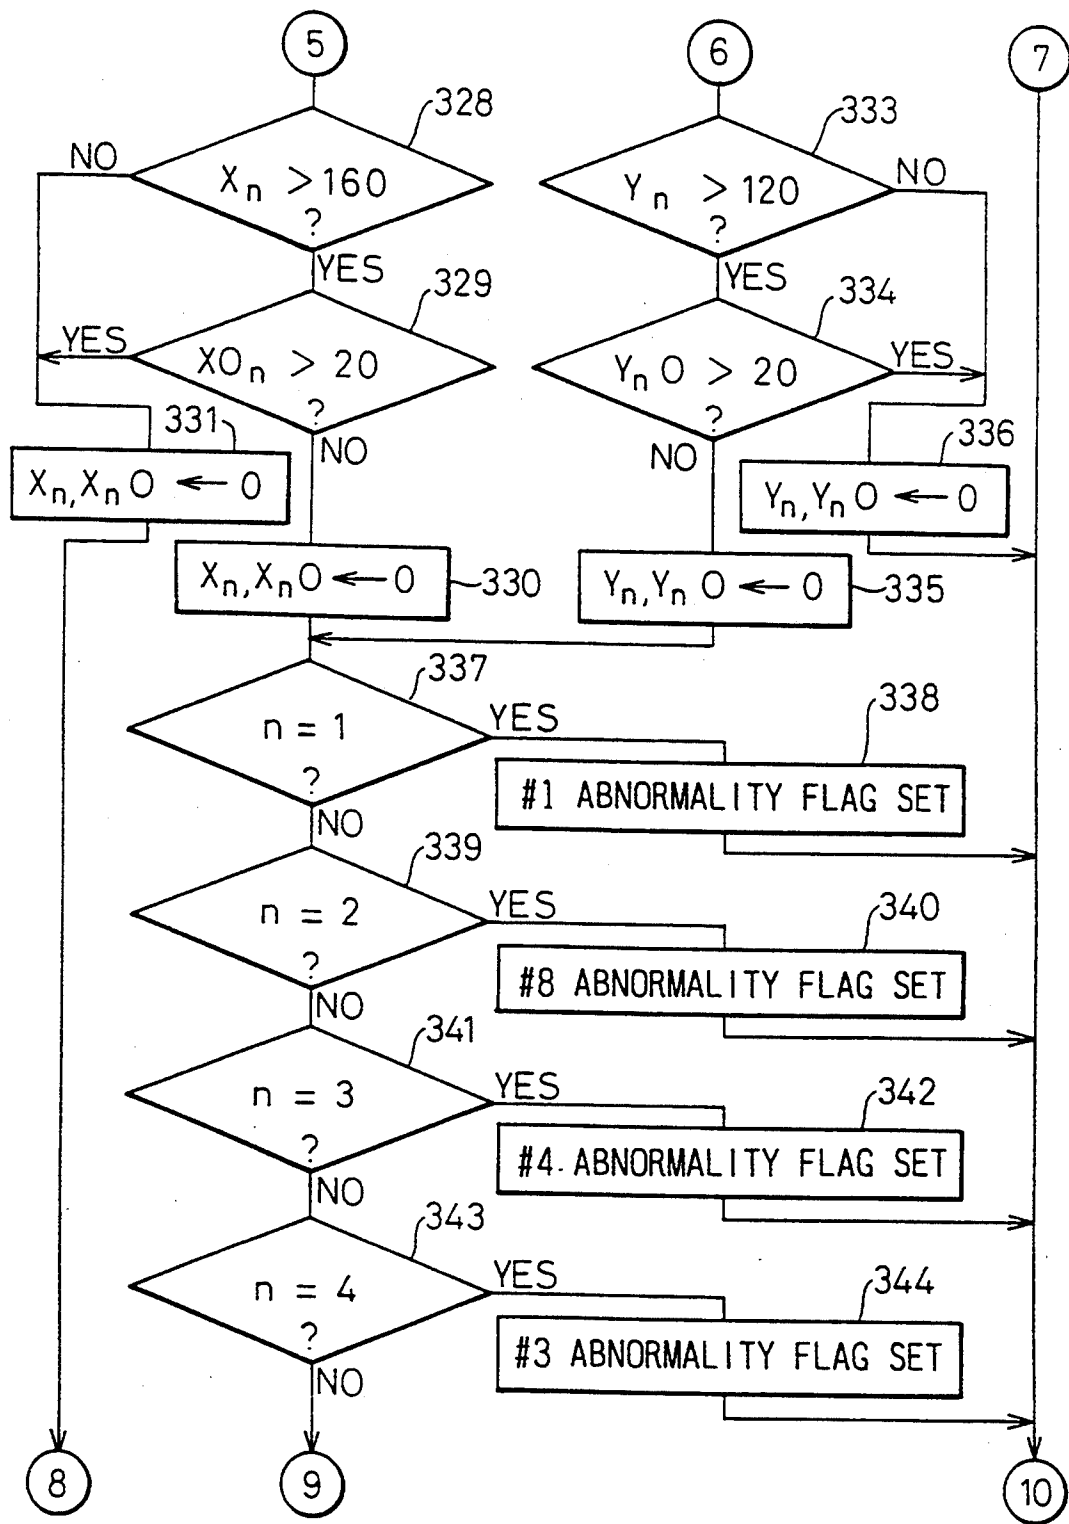 5
6
7
328
333
NO
Xn > 160
?
YES
Yn > 120
?
YES
NO
329
334
YES
XOn > 20
?
NO
YnO > 20
?
NO
YES
331
Xn, XnO ← 0
336
Yn, YnO ← 0
Xn, XnO ← 0
330
Yn, YnO ← 0
335
337
n = 1
?
YES
NO
338
#1 ABNORMALITY FLAG SET
339
n = 2
?
YES
NO
340
#8 ABNORMALITY FLAG SET
341
n = 3
?
YES
NO
342
#4 ABNORMALITY FLAG SET
343
n = 4
?
YES
NO
344
#3 ABNORMALITY FLAG SET
8
9
10